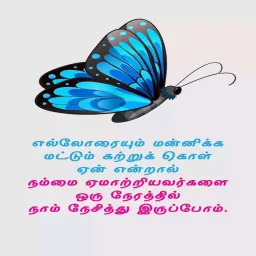 எல்லோரையும் மன்னிக்க
மட்டும் கற்றுக் கொள்
ஏன் என்றால்
நம்மை ஏமாற்றியவர்களை
ஒரு நேரத்தில்
நாம் நேசித்து இருப்போம்.